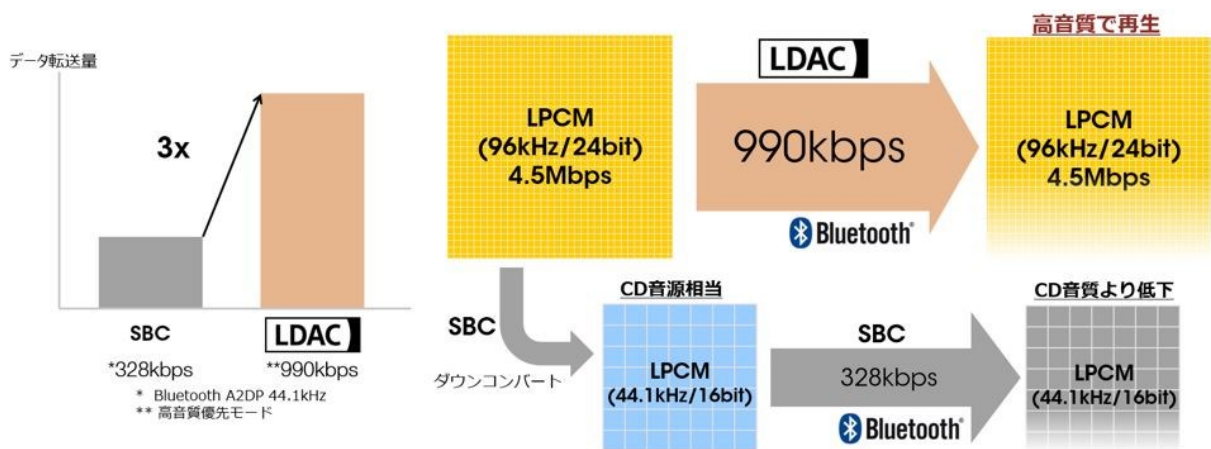 データ転送量
3x
SBC
LDAC
*328kbps
**990kbps
* Bluetooth A2DP 44.1kHz
** 高音質優先モード
LPCM
(96kHz/24bit)
4.5Mbps
LDAC
990kbps
Bluetooth®
高音質で再生
LPCM
(96kHz/24bit)
4.5Mbps
SBC
ダウンコンバート
CD音源相当
LPCM
(44.1kHz/16bit)
SBC
328kbps
Bluetooth®
CD音質より低下
LPCM
(44.1kHz/16bit)